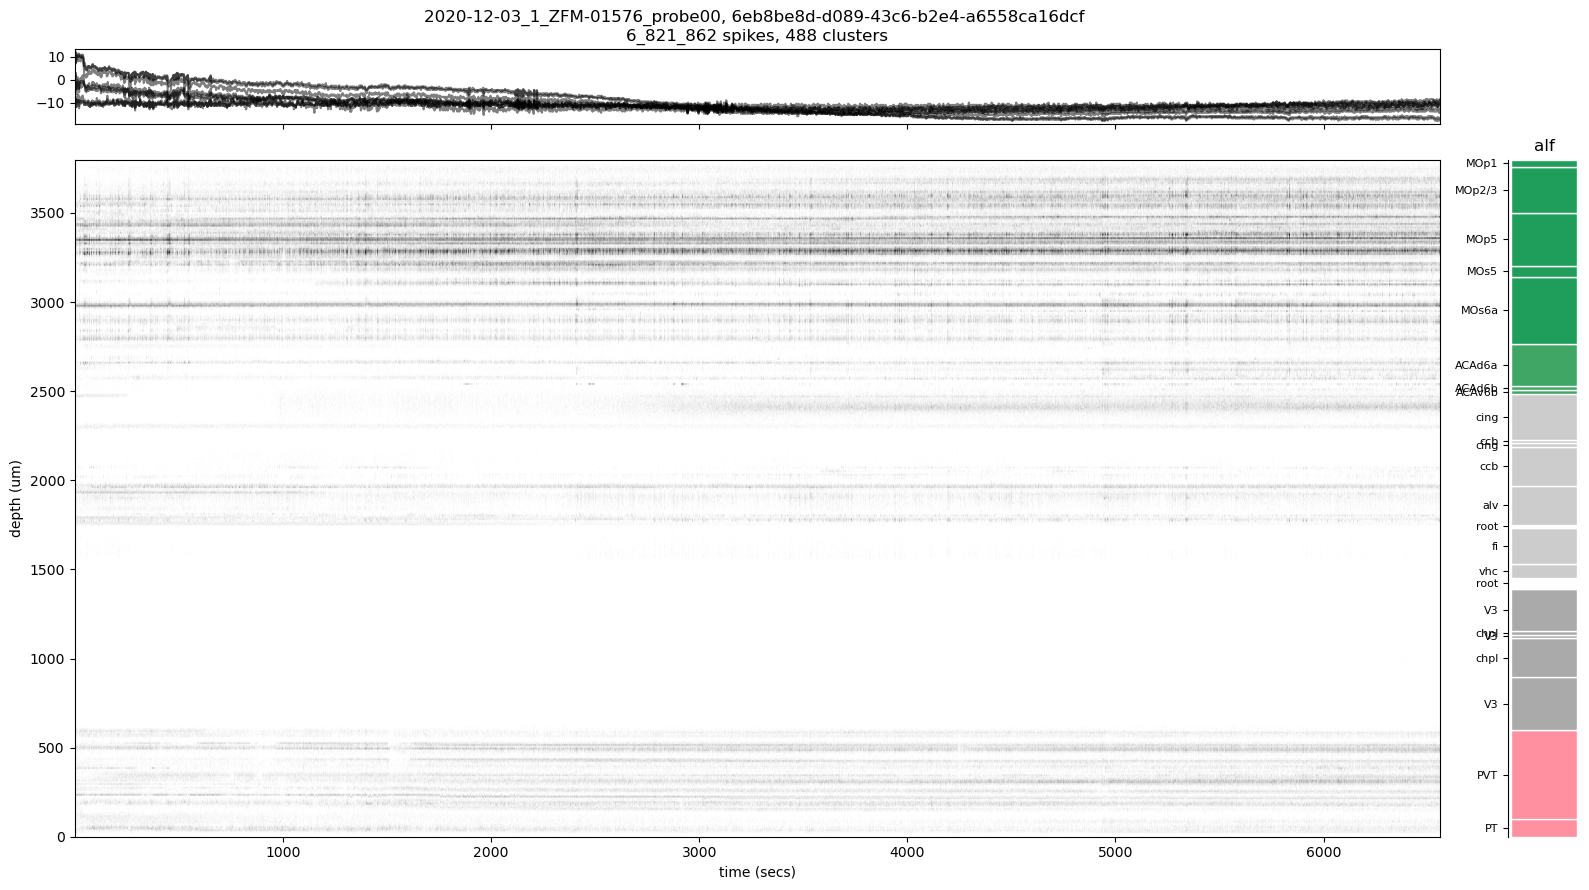 2020-12-03_1_ZFM-01576_probe00, 6eb8be8d-d089-43c6-b2e4-a6558ca16dcf
6_821_862 spikes, 488 clusters
10
0
−10
alf
MOp1
MOp2/3
MOp5
MOs5
MOs6a
ACAd6a
ACAd6b
ACAv6b
cing
ccb
cing
ccb
alv
root
fi
vhc
root
V3
chpl
V3
chpl
V3
PVT
PT
depth (um)
3500
3000
2500
2000
1500
1000
500
0
1000
2000
3000
4000
5000
6000
time (secs)